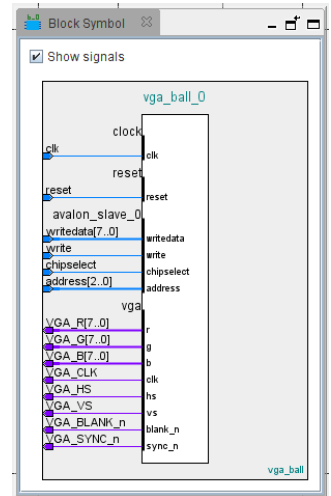 Block Symbol
Show signals
vga_ball_0
clock
clk
clk
reset
reset
reset
avalon_slave_0
writedata[7..0]
writedata
write
write
chipselect
chipselect
address[2..0]
address
vga
VGA_R[7..0]
r
VGA_G[7..0]
g
VGA_B[7..0]
b
VGA_CLK
clk
VGA_HS
hs
VGA_VS
vs
VGA_BLANK_n
blank_n
VGA_SYNC_n
sync_n
vga_ball